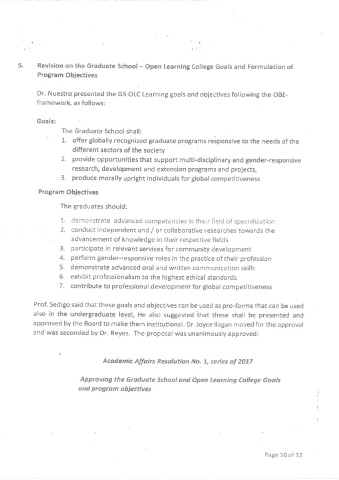 5. Revision on the Graduate School – Open Learning College Goals and Formulation of
Program Objectives
Dr. Nuestro presented the GS-OLC Learning goals and objectives following the OBE-
framework, as follows:
Goals:
The Graduate School shall:
1. offer globally recognized graduate programs responsive to the needs of the
different sectors of the society
2. provide opportunities that support multi-disciplinary and gender-responsive
research, development and extension programs and projects,
3. produce morally upright individuals for global competitiveness
Program Objectives
The graduates should:
1. demonstrate advanced competencies in their field of specialization
2. conduct independent and / or collaborative researches towards the
advancement of knowledge in their respective fields
3. participate in relevant services for community development
4. perform gender-responsive roles in the practice of their profession
5. demonstrate advanced oral and written communication skills
6. exhibit professionalism to the highest ethical standards
7. contribute to professional development for global competitiveness
Prof. Sedigo said that these goals and objectives can be used as pro-forma that can be used
also in the undergraduate level, He also suggested that these shall be presented and
approved by the Board to make them institutional. Dr. Joyce Ilagan moved for the approval
and was seconded by Dr. Reyes. The proposal was unanimously approved:
Academic Affairs Resolution No. 1, series of 2017
Approving the Graduate School and Open Learning College Goals
and program objectives
Page 10 of 12